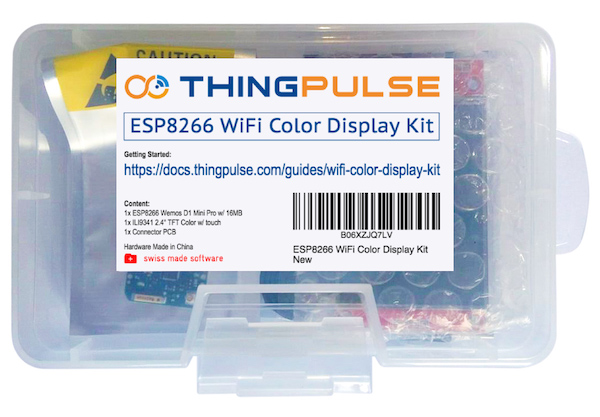 CAUTION
THINGPULSE
ESP8266 WiFi Color Display Kit
Getting Started:
https://docs.thingpulse.com/guides/wifi-color-display-kit
Content:
1x ESP8266 Wemos D1 Mini Pro w/ 16MB
1x ILI9341 2.4" TFT Color w/ touch
1x Connector PCB
Hardware Made in China
swiss made software
B06XZJQ7LV
ESP8266 WiFi Color Display Kit
New